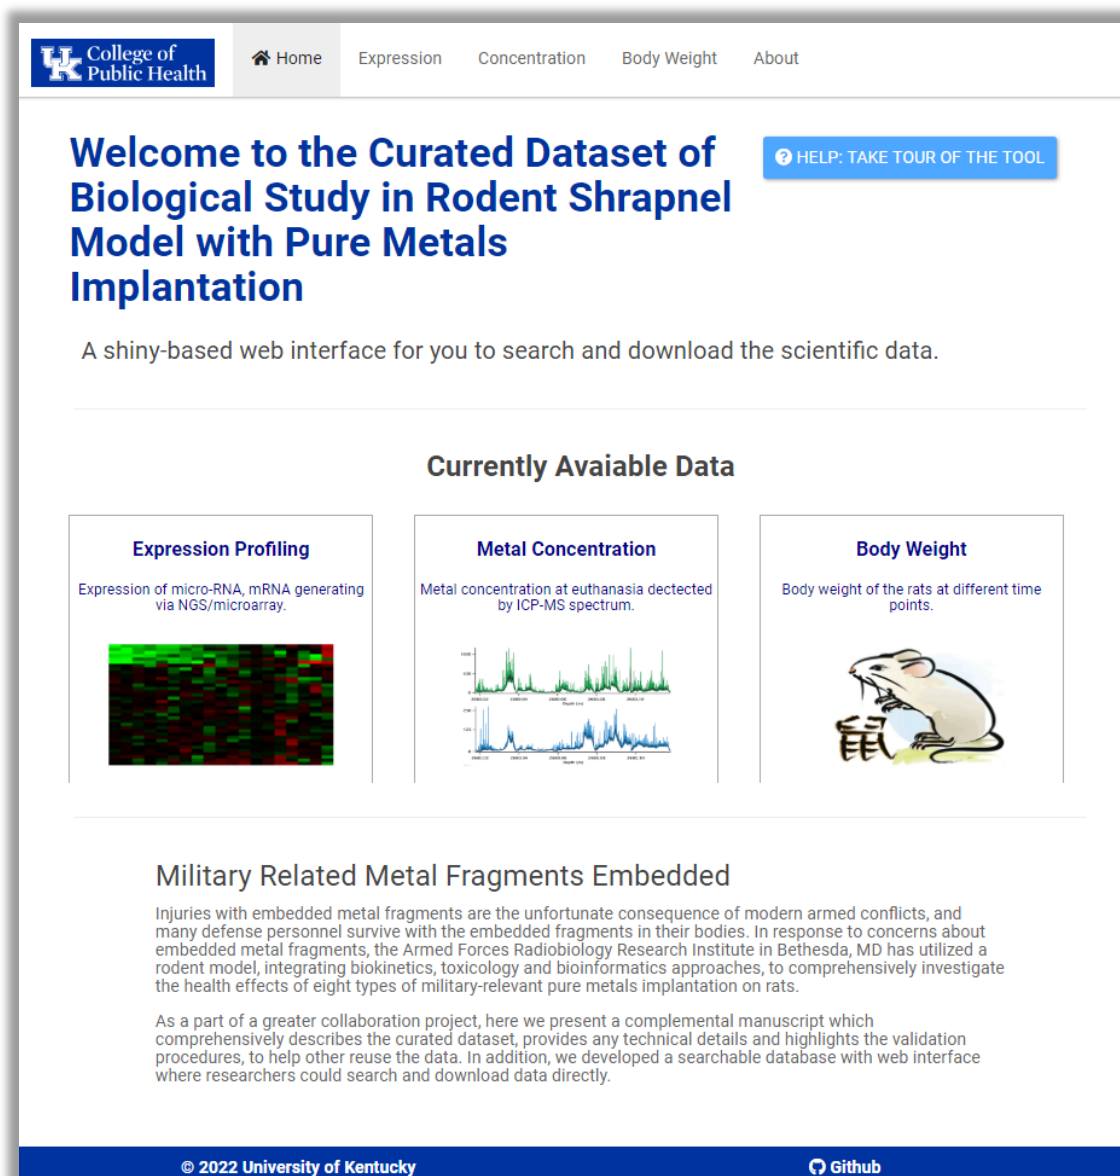 UK College of
Public Health
Home Expression Concentration Body Weight About
Welcome to the Curated Dataset of
Biological Study in Rodent Shrapnel
Model with Pure Metals
Implantation
HELP: TAKE TOUR OF THE TOOL
A shiny-based web interface for you to search and download the scientific data.
Currently Avaiable Data
Expression Profiling
Expression of micro-RNA, mRNA generating
via NGS/microarray.
Metal Concentration
Metal concentration at euthanasia dectected
by ICP-MS spectrum.
Body Weight
Body weight of the rats at different time
points.
鼠
Military Related Metal Fragments Embedded
Injuries with embedded metal fragments are the unfortunate consequence of modern armed conflicts, and
many defense personnel survive with the embedded fragments in their bodies. In response to concerns about
embedded metal fragments, the Armed Forces Radiobiology Research Institute in Bethesda, MD has utilized a
rodent model, integrating biokinetics, toxicology and bioinformatics approaches, to comprehensively investigate
the health effects of eight types of military-relevant pure metals implantation on rats.
As a part of a greater collaboration project, here we present a complemental manuscript which
comprehensively describes the curated dataset, provides any technical details and highlights the validation
procedures, to help other reuse the data. In addition, we developed a searchable database with web interface
where researchers could search and download data directly.
© 2022 University of Kentucky
Github